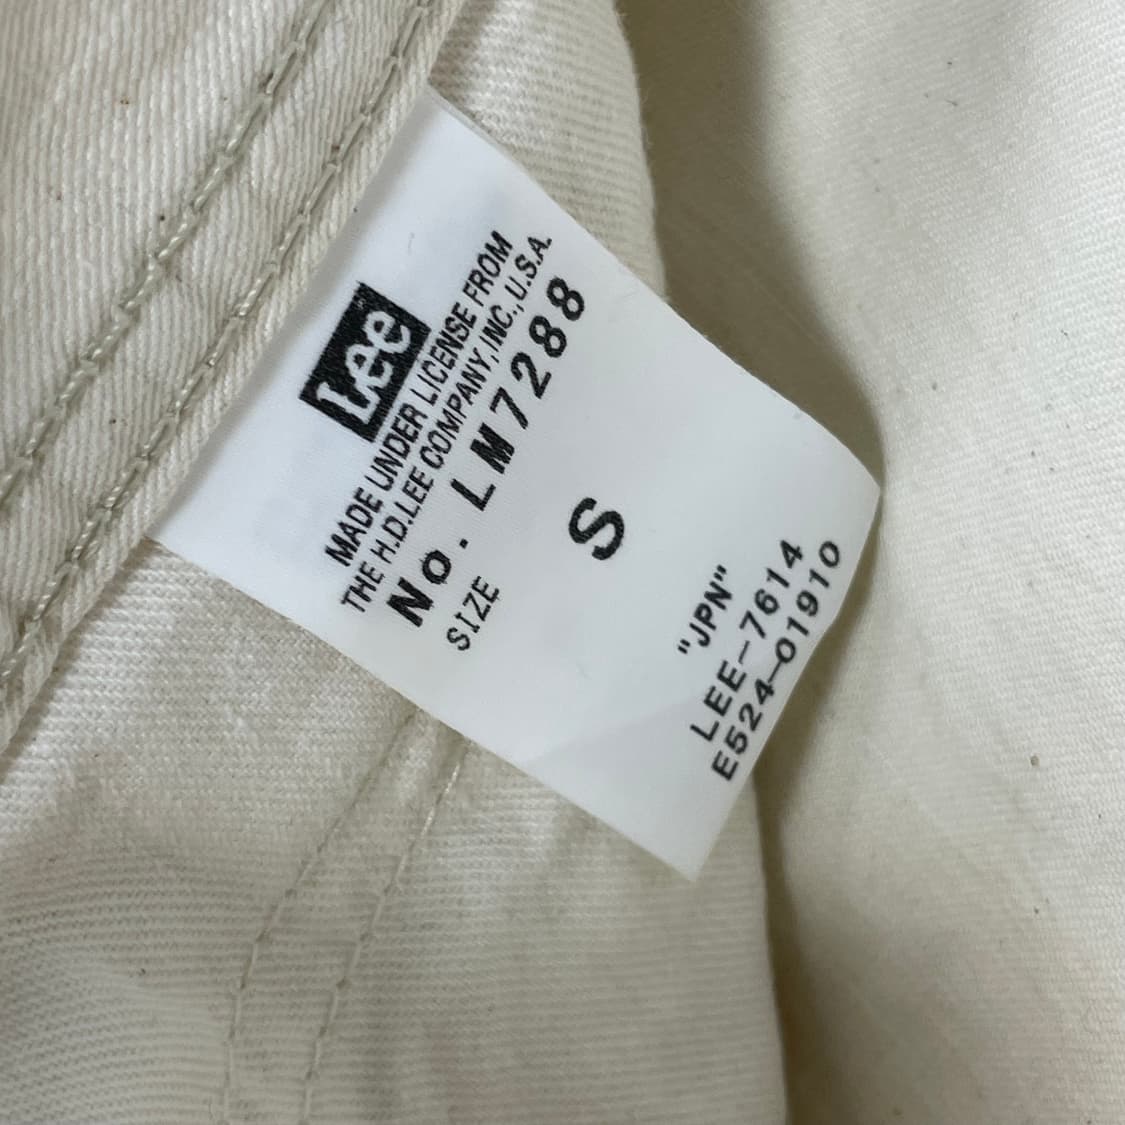 Lee
MADE UNDER LICENSE FROM
THE H.D.LEE COMPANY,INC.,U.S.A.
No. LM7288
SIZE S
"JPN"
LEE-7614
E524-01910